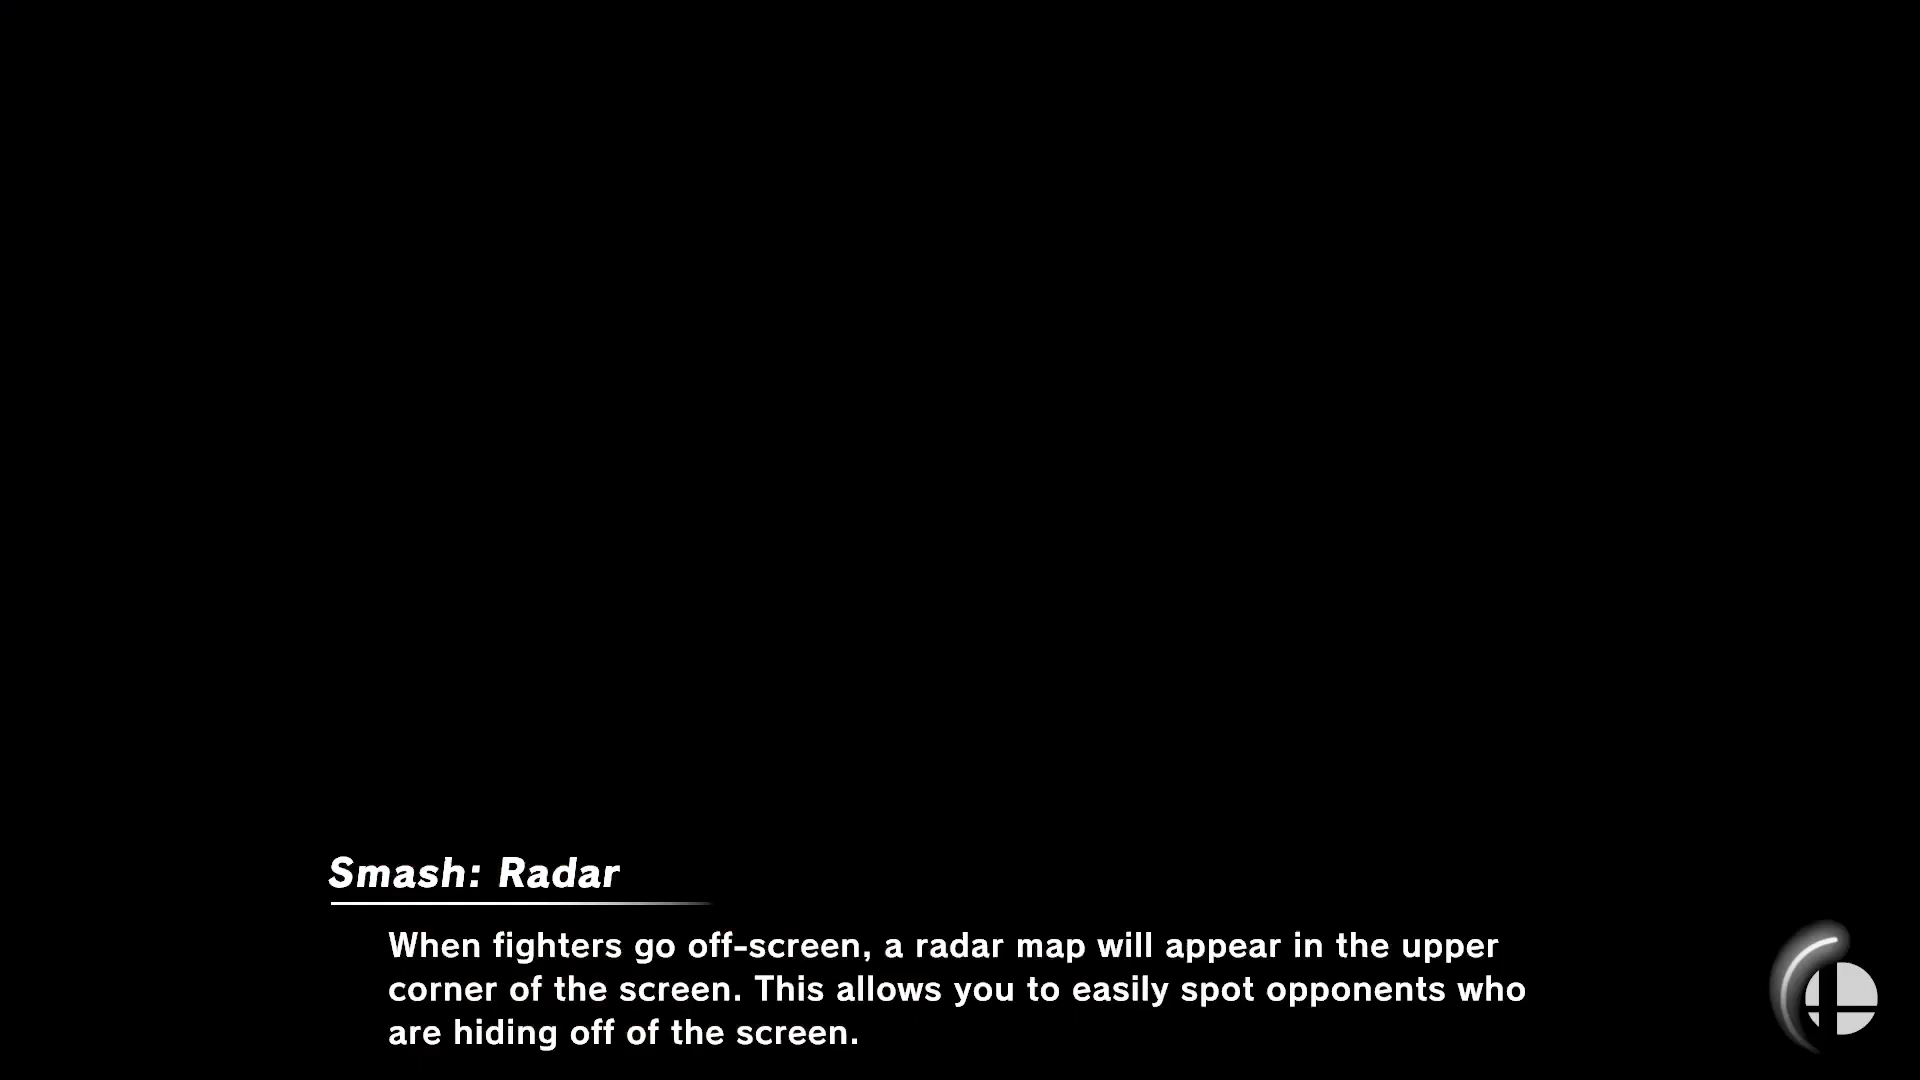 Smash: Radar
When fighters go off-screen, a radar map will appear in the upper
corner of the screen. This allows you to easily spot opponents who
are hiding off of the screen.